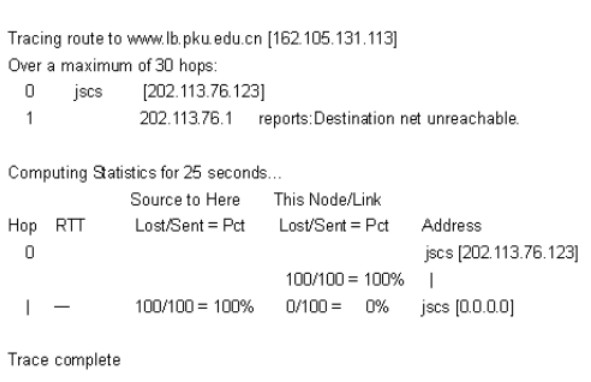 Tracing route to www.lb.pku.edu.cn [162.105.131.113]
Over a maximum of 30 hops:
0 jscs [202.113.76.123]
1 202.113.76.1 reports:Destination net unreachable.
Computing Statistics for 25 seconds...
Source to Here This Node/Link
Hop RTT Lost/Sent = Pct Lost/Sent = Pct Address
0 jscs [202.113.76.123]
100/100 = 100% |
| — 100/100 = 100% 0/100 = 0% jscs [0.0.0.0]
Trace complete